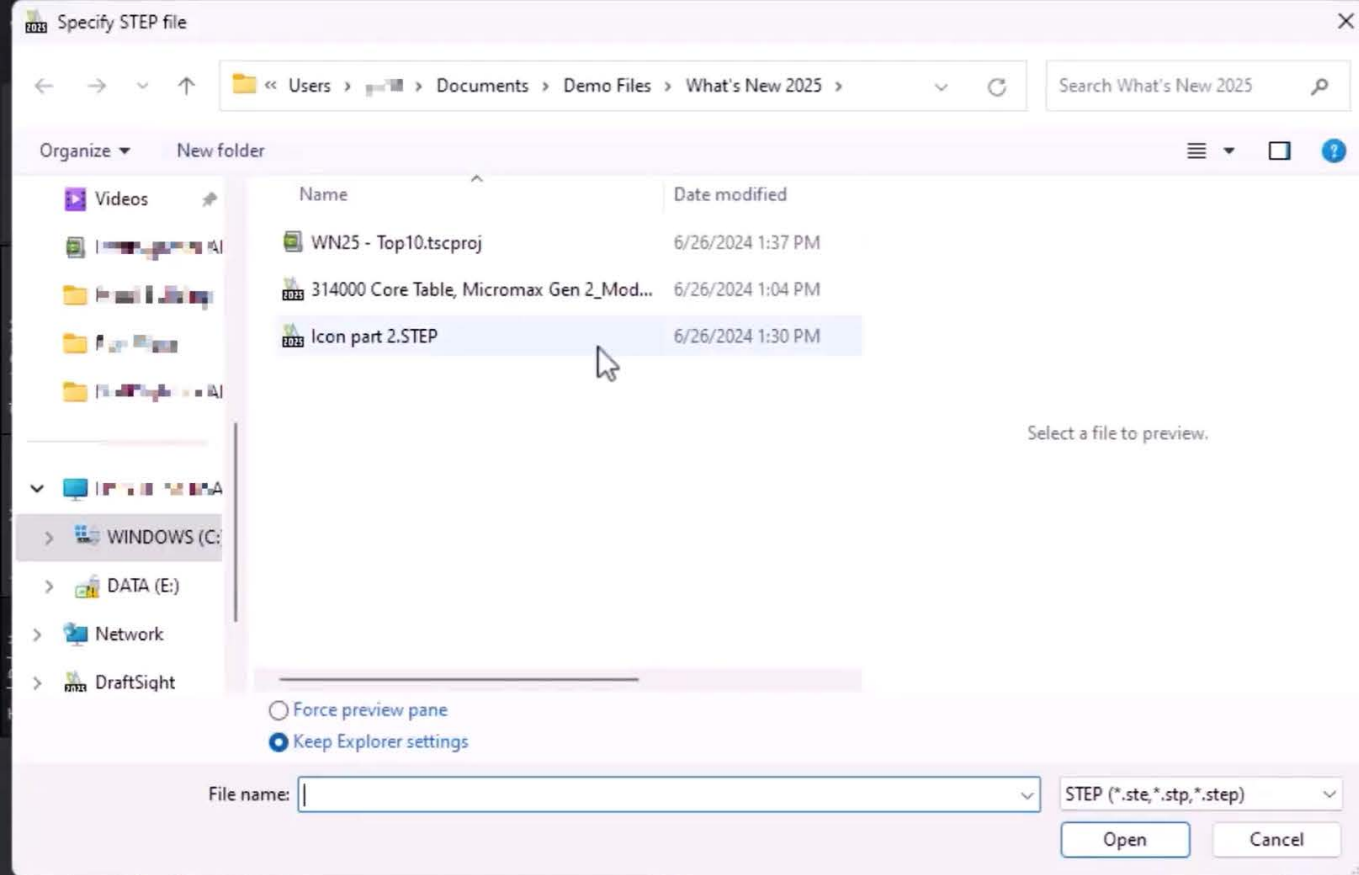 Specify STEP file
« Users › › Documents › Demo Files › What's New 2025 ›
Search What's New 2025
Organize
New folder
Name
Date modified
Videos
WN25 - Top10.tscproj 6/26/2024 1:37 PM
314000 Core Table, Micromax Gen 2_Mod... 6/26/2024 1:04 PM
Icon part 2.STEP 6/26/2024 1:30 PM
Select a file to preview.
WINDOWS (C:
DATA (E:)
Network
DraftSight
Force preview pane
Keep Explorer settings
File name:
STEP (*.ste,*.stp,*.step)
Open
Cancel